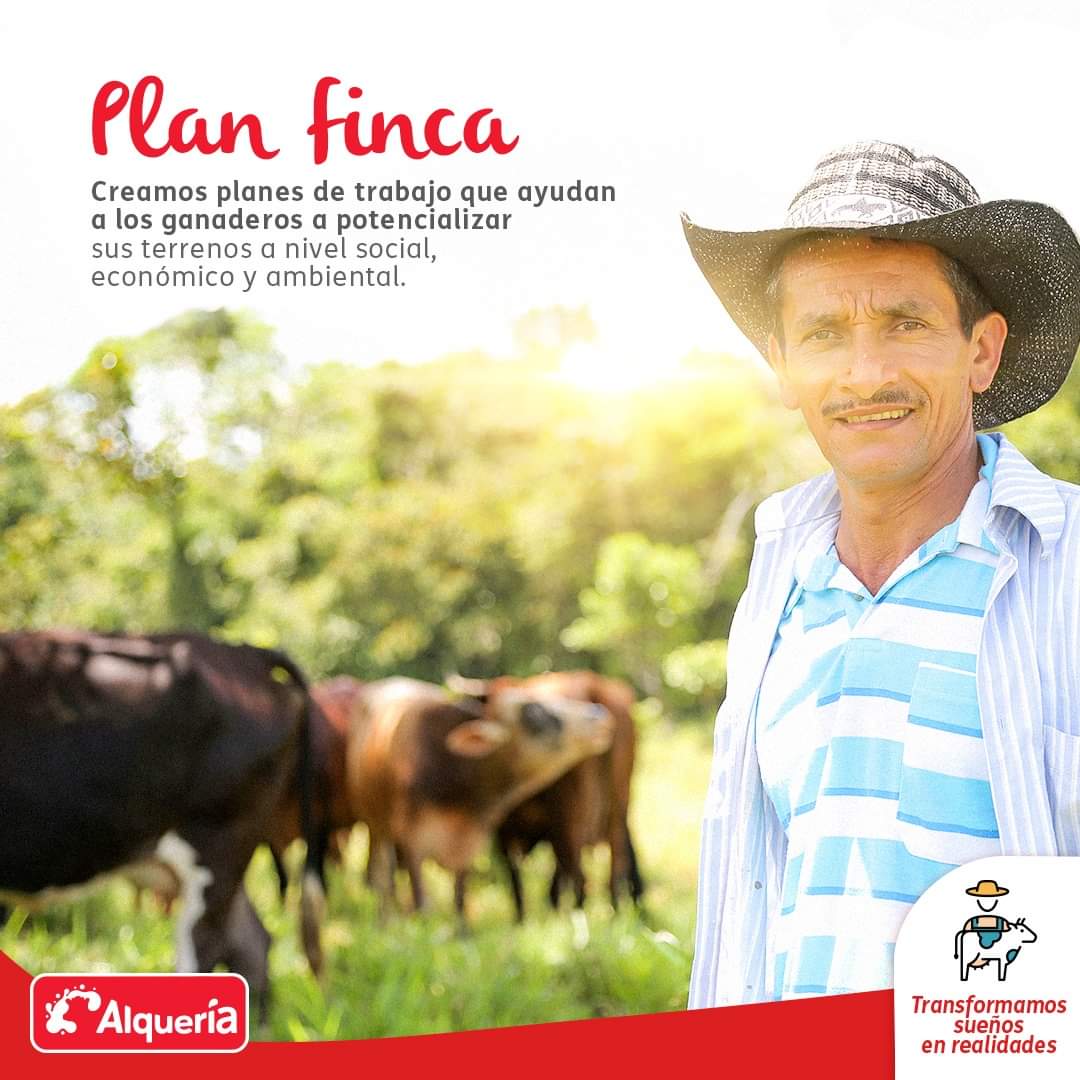 Plan finca
Creamos planes de trabajo que ayudan
a los ganaderos a potencializar
sus terrenos a nivel social,
económico y ambiental.
Alquería
Transformamos
sueños
en realidades